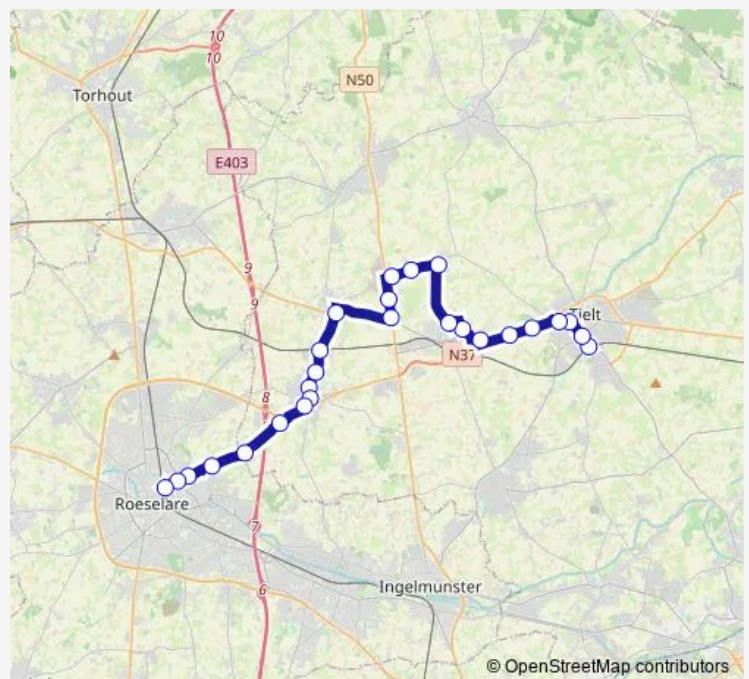 10
10
N50
Torhout
E403
9
9
Tielt
N37
8
Roeselare
7
Ingelmunster
6
© OpenStreetMap contributors